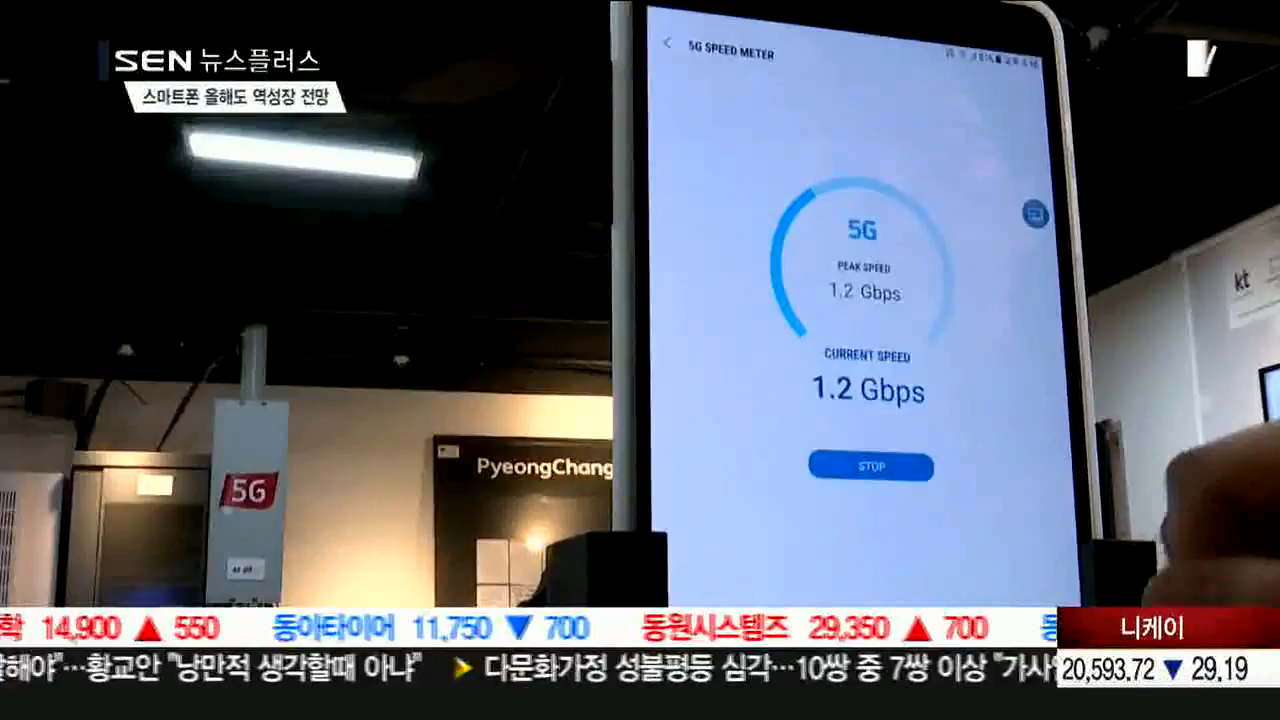 SEN 뉴스플러스
스마트폰 올해도 역성장 전망
5G SPEED METER
5G
PEAK SPEED
1.2 Gbps
CURRENT SPEED
1.2 Gbps
STOP
kt
5G
PyeongChang
학 14,900 ▲ 550 동아타이어 11,750 ▼ 700 동원시스템즈 29,350 ▲ 700 동
니케이
해야"…황교안 "낭만적 생각할때 아냐" ▶ 다문화가정 성불평등 심각…10쌍 중 7쌍 이상 "가사
20,593.72 ▼ 29.19